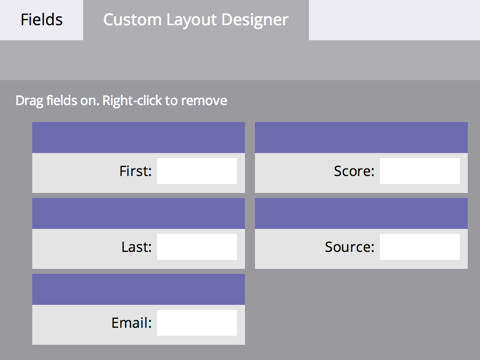 Fields
Custom Layout Designer
Drag fields on. Right-click to remove
First:
Score:
Last:
Source:
Email: